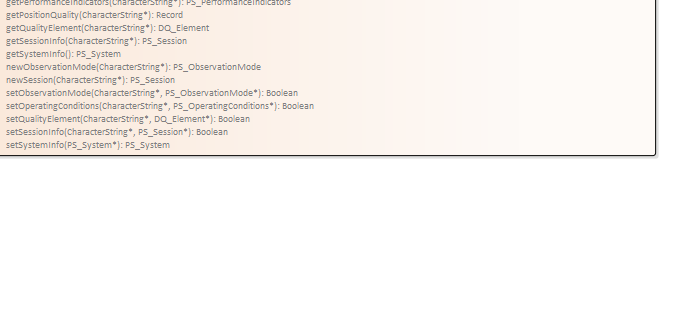 getPerformanceIndicators(CharacterString*): PS_PerformanceIndicators
getPositionQuality(CharacterString*): Record
getQualityElement(CharacterString*): DQ_Element
getSessionInfo(CharacterString*): PS_Session
getSystemInfo(): PS_System
newObservationMode(CharacterString*): PS_ObservationMode
newSession(CharacterString*): PS_Session
setObservationMode(CharacterString*, PS_ObservationMode*): Boolean
setOperatingConditions(CharacterString*, PS_OperatingConditions*): Boolean
setQualityElement(CharacterString*, DQ_Element*): Boolean
setSessionInfo(CharacterString*, PS_Session*): Boolean
setSystemInfo(PS_System*): PS_System